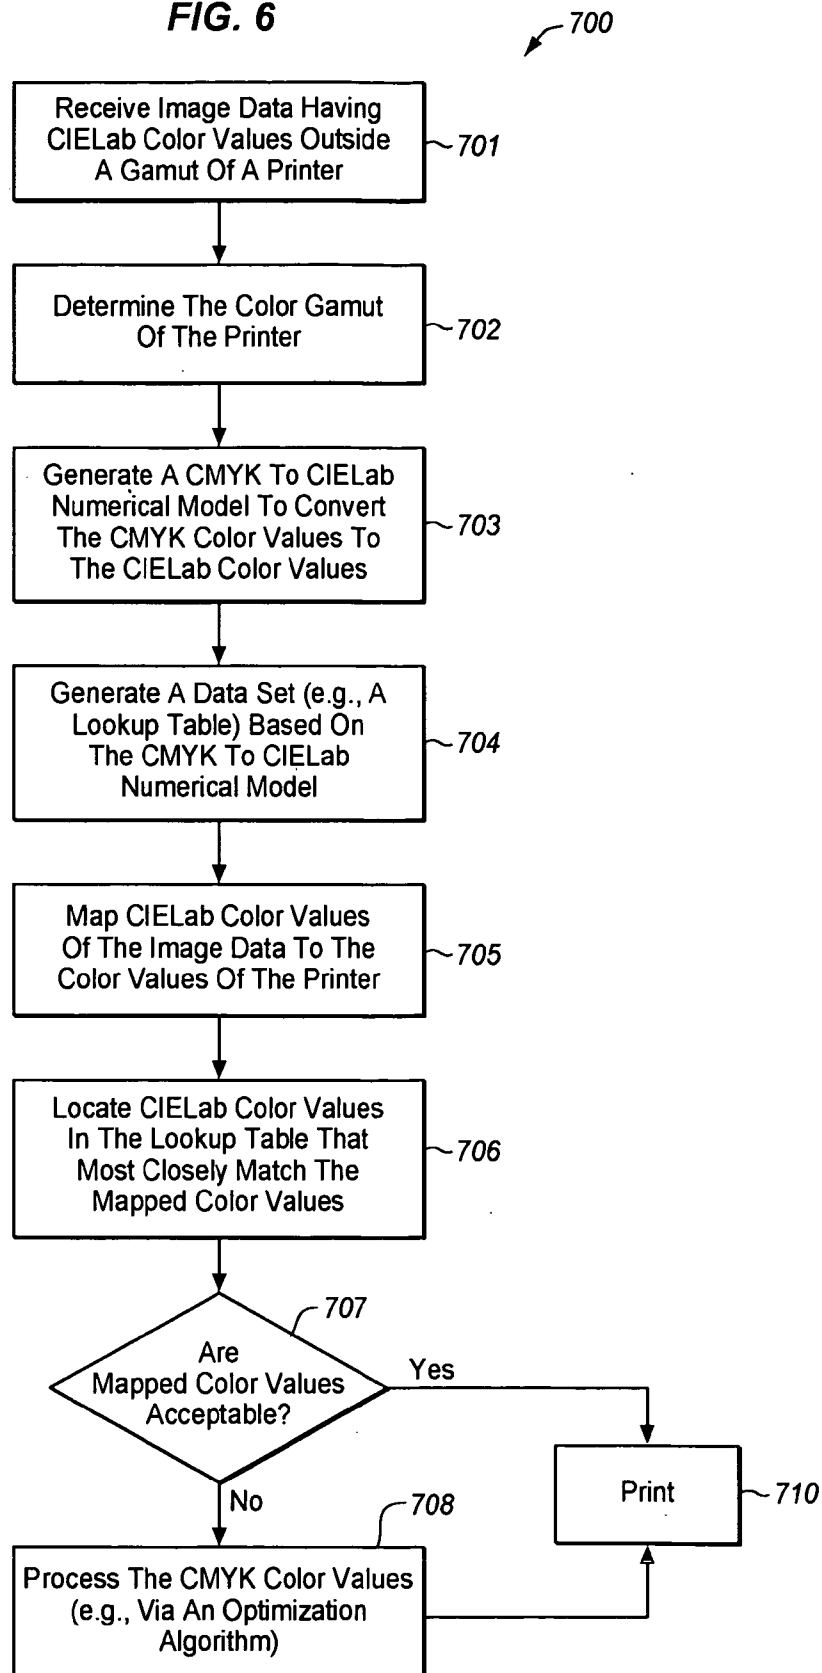 FIG. 6
700
Receive Image Data Having
CIELab Color Values Outside
A Gamut Of A Printer
701
Determine The Color Gamut
Of The Printer
702
Generate A CMYK To CIELab
Numerical Model To Convert
The CMYK Color Values To
The CIELab Color Values
703
Generate A Data Set (e.g., A
Lookup Table) Based On
The CMYK To CIELab
Numerical Model
704
Map CIELab Color Values
Of The Image Data To The
Color Values Of The Printer
705
Locate CIELab Color Values
In The Lookup Table That
Most Closely Match The
Mapped Color Values
706
707
Are
Mapped Color Values
Acceptable?
Yes
No
Print
710
708
Process The CMYK Color Values
(e.g., Via An Optimization
Algorithm)